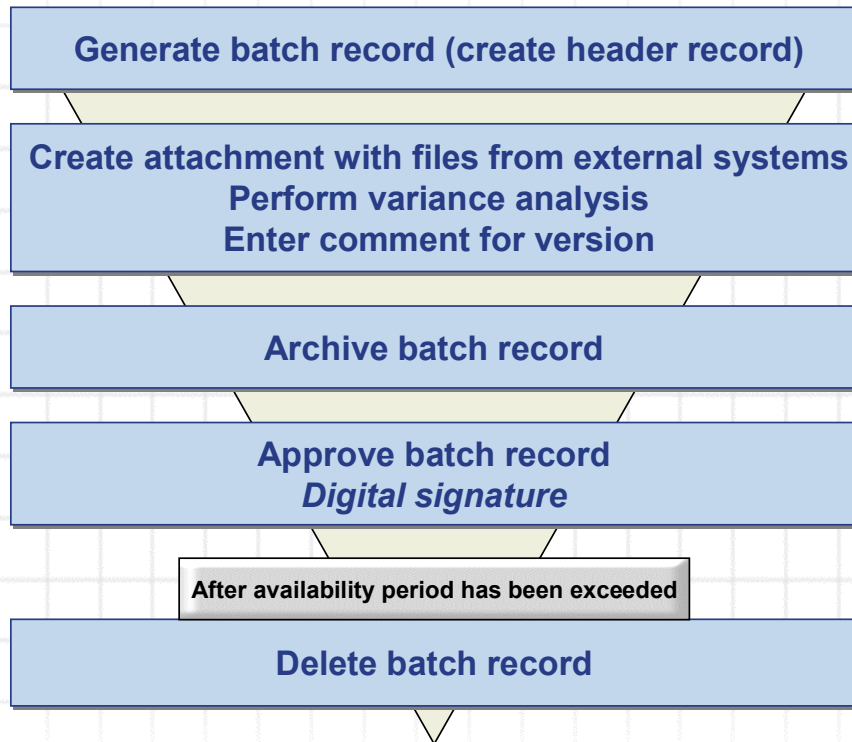 Generate batch record (create header record)
Create attachment with files from external systems
Perform variance analysis
Enter comment for version
Archive batch record
Approve batch record
Digital signature
After availability period has been exceeded
Delete batch record